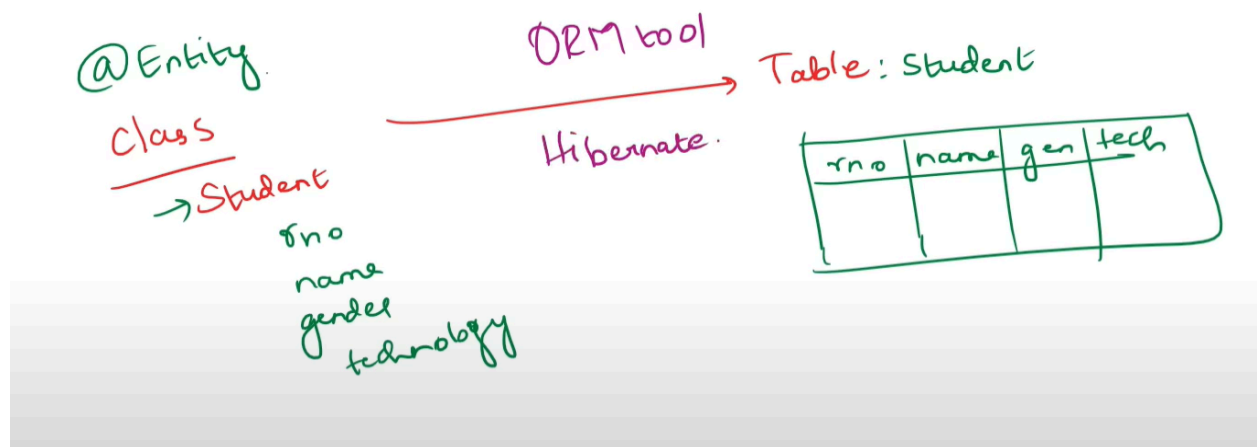 @Entity.
class
→ Student
rno
name
gender
technology
ORM tool
Hibernate.
Table: Student
rno name gen tech